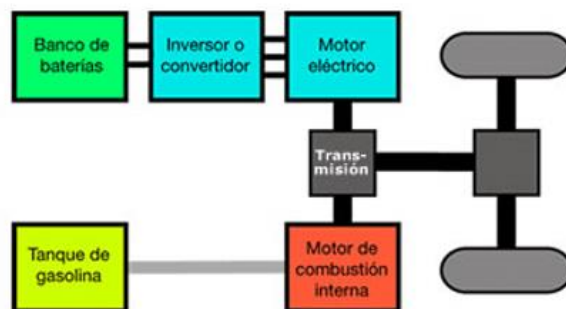 Banco de
baterías
Inversor o
convertidor
Motor
eléctrico
Trans-
misión
Tanque de
gasolina
Motor de
combustión
interna